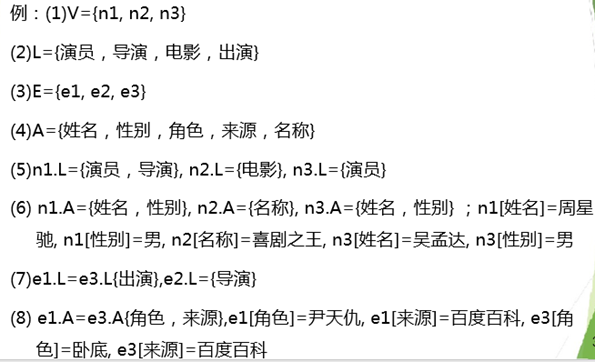 例：(1)V={n1, n2, n3}
(2)L={演员，导演，电影，出演}
(3)E={e1, e2, e3}
(4)A={姓名，性别，角色，来源，名称}
(5)n1.L={演员，导演}, n2.L={电影}, n3.L={演员}
(6) n1.A={姓名，性别}, n2.A={名称}, n3.A={姓名，性别} ；n1[姓名]=周星
驰, n1[性别]=男, n2[名称]=喜剧之王, n3[姓名]=吴孟达, n3[性别]=男
(7)e1.L=e3.L{出演},e2.L={导演}
(8) e1.A=e3.A{角色，来源},e1[角色]=尹天仇, e1[来源]=百度百科, e3[角
色]=卧底, e3[来源]=百度百科